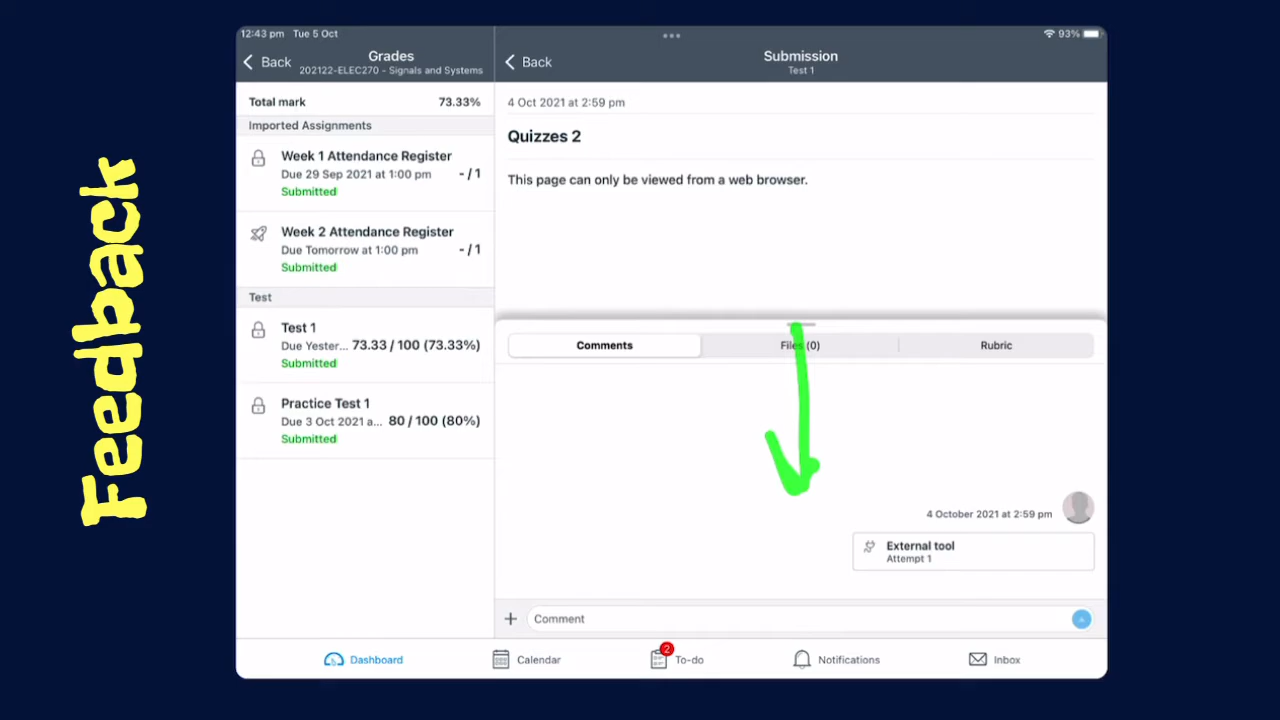 Feedback
12:43 pm Tue 5 Oct
93%
Back
Grades
202122-ELEC270 - Signals and Systems
Total mark 73.33%
Imported Assignments
Week 1 Attendance Register
Due 29 Sep 2021 at 1:00 pm - / 1
Submitted
Week 2 Attendance Register
Due Tomorrow at 1:00 pm - / 1
Submitted
Test
Test 1
Due Yester... 73.33 / 100 (73.33%)
Submitted
Practice Test 1
Due 3 Oct 2021 a... 80 / 100 (80%)
Submitted
Back
Submission
Test 1
4 Oct 2021 at 2:59 pm
Quizzes 2
This page can only be viewed from a web browser.
Comments Files (0) Rubric
4 October 2021 at 2:59 pm
External tool
Attempt 1
Comment
Dashboard Calendar 2 To-do Notifications Inbox